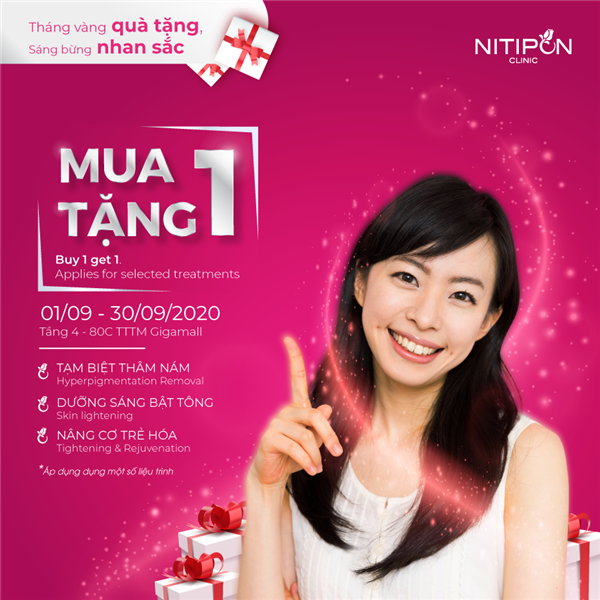 Tháng vàng quà tặng,
Sáng bừng nhan sắc
NITIPON
CLINIC
MUA 1
TẶNG
Buy 1 get 1.
Applies for selected treatments
01/09 - 30/09/2020
Tầng 4 - 80C TTTM Gigamall
TẠM BIỆT THÂM NÁM
Hyperpigmentation Removal
DƯỠNG SÁNG BẬT TÔNG
Skin lightening
NÂNG CƠ TRẺ HÓA
Tightening & Rejuvenation
*Áp dụng dụng một số liệu trình